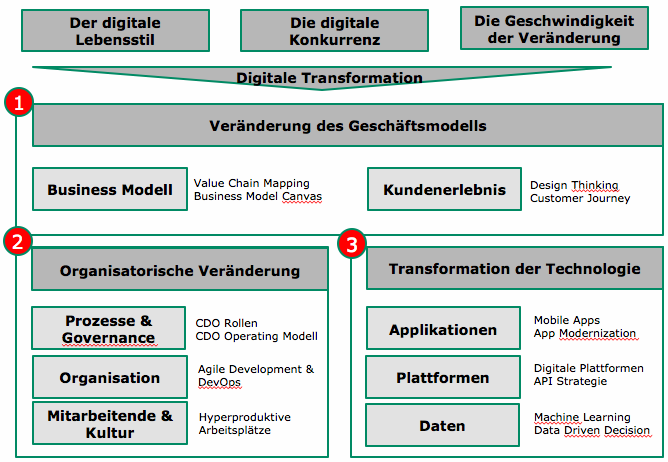 Der digitale
Lebensstil
Die digitale
Konkurrenz
Die Geschwindigkeit
der Veränderung
Digitale Transformation
1
Veränderung des Geschäftsmodells
Business Modell
Value Chain Mapping
Business Model Canvas
Kundenerlebnis
Design Thinking
Customer Journey
2
Organisatorische Veränderung
Prozesse &
Governance
CDO Rollen
CDO Operating Modell
Organisation
Agile Development &
DevOps
Mitarbeitende &
Kultur
Hyperproduktive
Arbeitsplätze
3
Transformation der Technologie
Applikationen
Mobile Apps
App Modernization
Plattformen
Digitale Plattformen
API Strategie
Daten
Machine Learning
Data Driven Decision